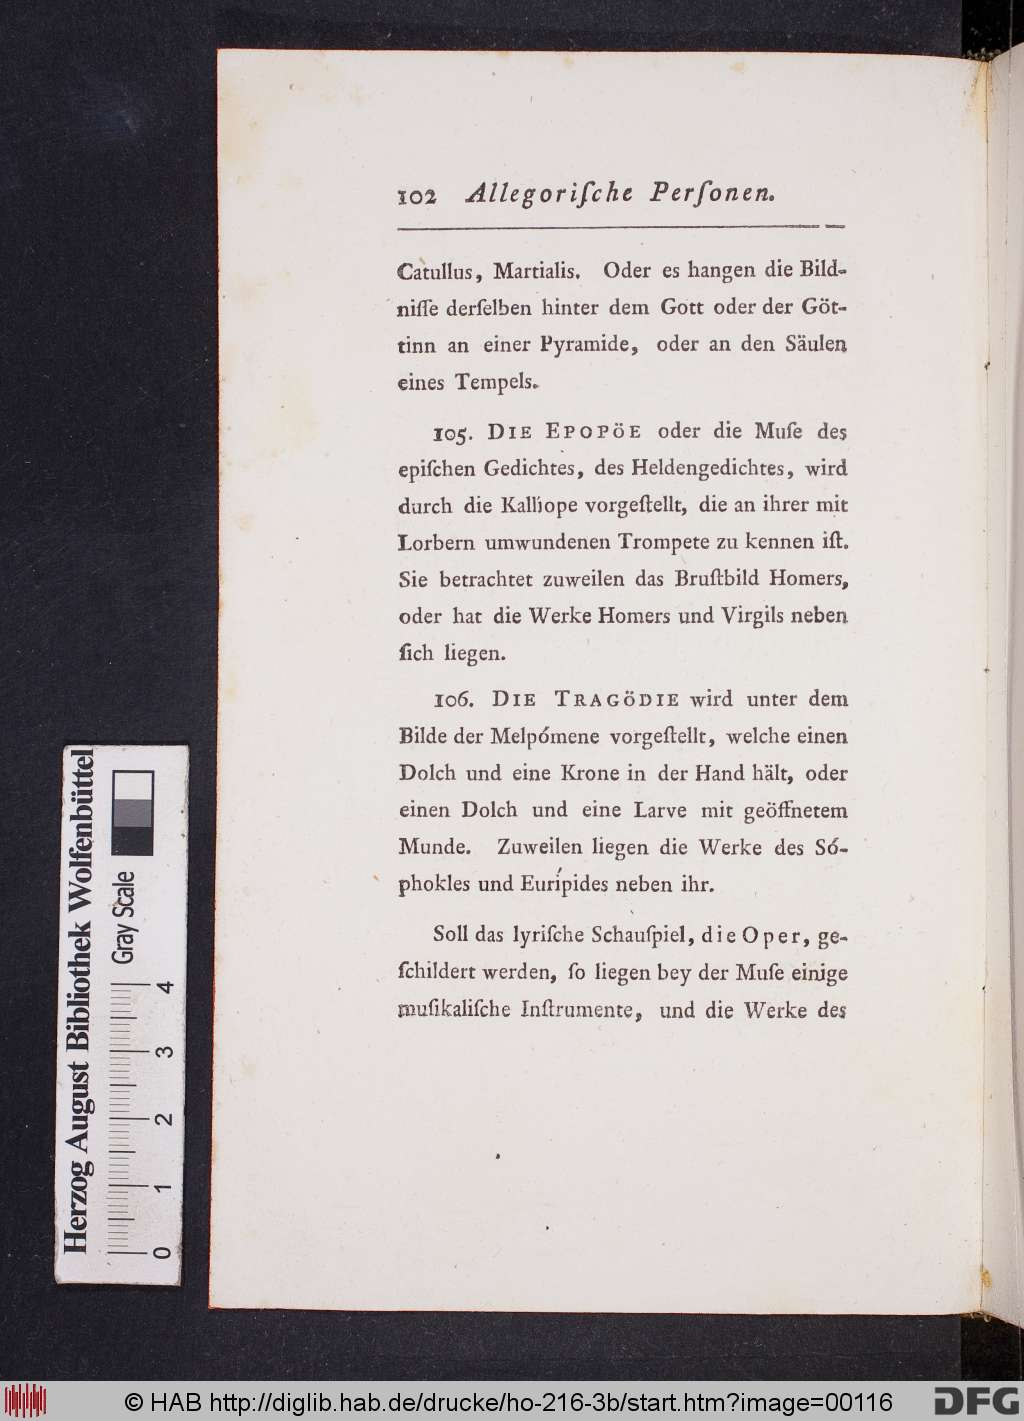 102 Allegoriſche Perſonen.
Catullus, Martialis. Oder es hangen die Bild-
niſſe derſelben hinter dem Gott oder der Göt-
tinn an einer Pyramide, oder an den Säulen
eines Tempels.
105. DIE EPOPÖE oder die Muſe des
epiſchen Gedichtes, des Heldengedichtes, wird
durch die Kallíope vorgeſtellt, die an ihrer mit
Lorbern umwundenen Trompete zu kennen iſt.
Sie betrachtet zuweilen das Bruſtbild Homers,
oder hat die Werke Homers und Virgils neben
ſich liegen.
106. DIE TRAGÖDIE wird unter dem
Bilde der Melpómene vorgeſtellt, welche einen
Dolch und eine Krone in der Hand hält, oder
einen Dolch und eine Larve mit geöffnetem
Munde. Zuweilen liegen die Werke des Só-
phokles und Eurípides neben ihr.
Soll das lyriſche Schauſpiel, die Oper, ge-
ſchildert werden, ſo liegen bey der Muſe einige
muſikaliſche Inſtrumente, und die Werke des
Herzog August Bibliothek Wolfenbüttel
Gray Scale
0 1 2 3 4
© HAB http://diglib.hab.de/drucke/ho-216-3b/start.htm?image=00116
DFG